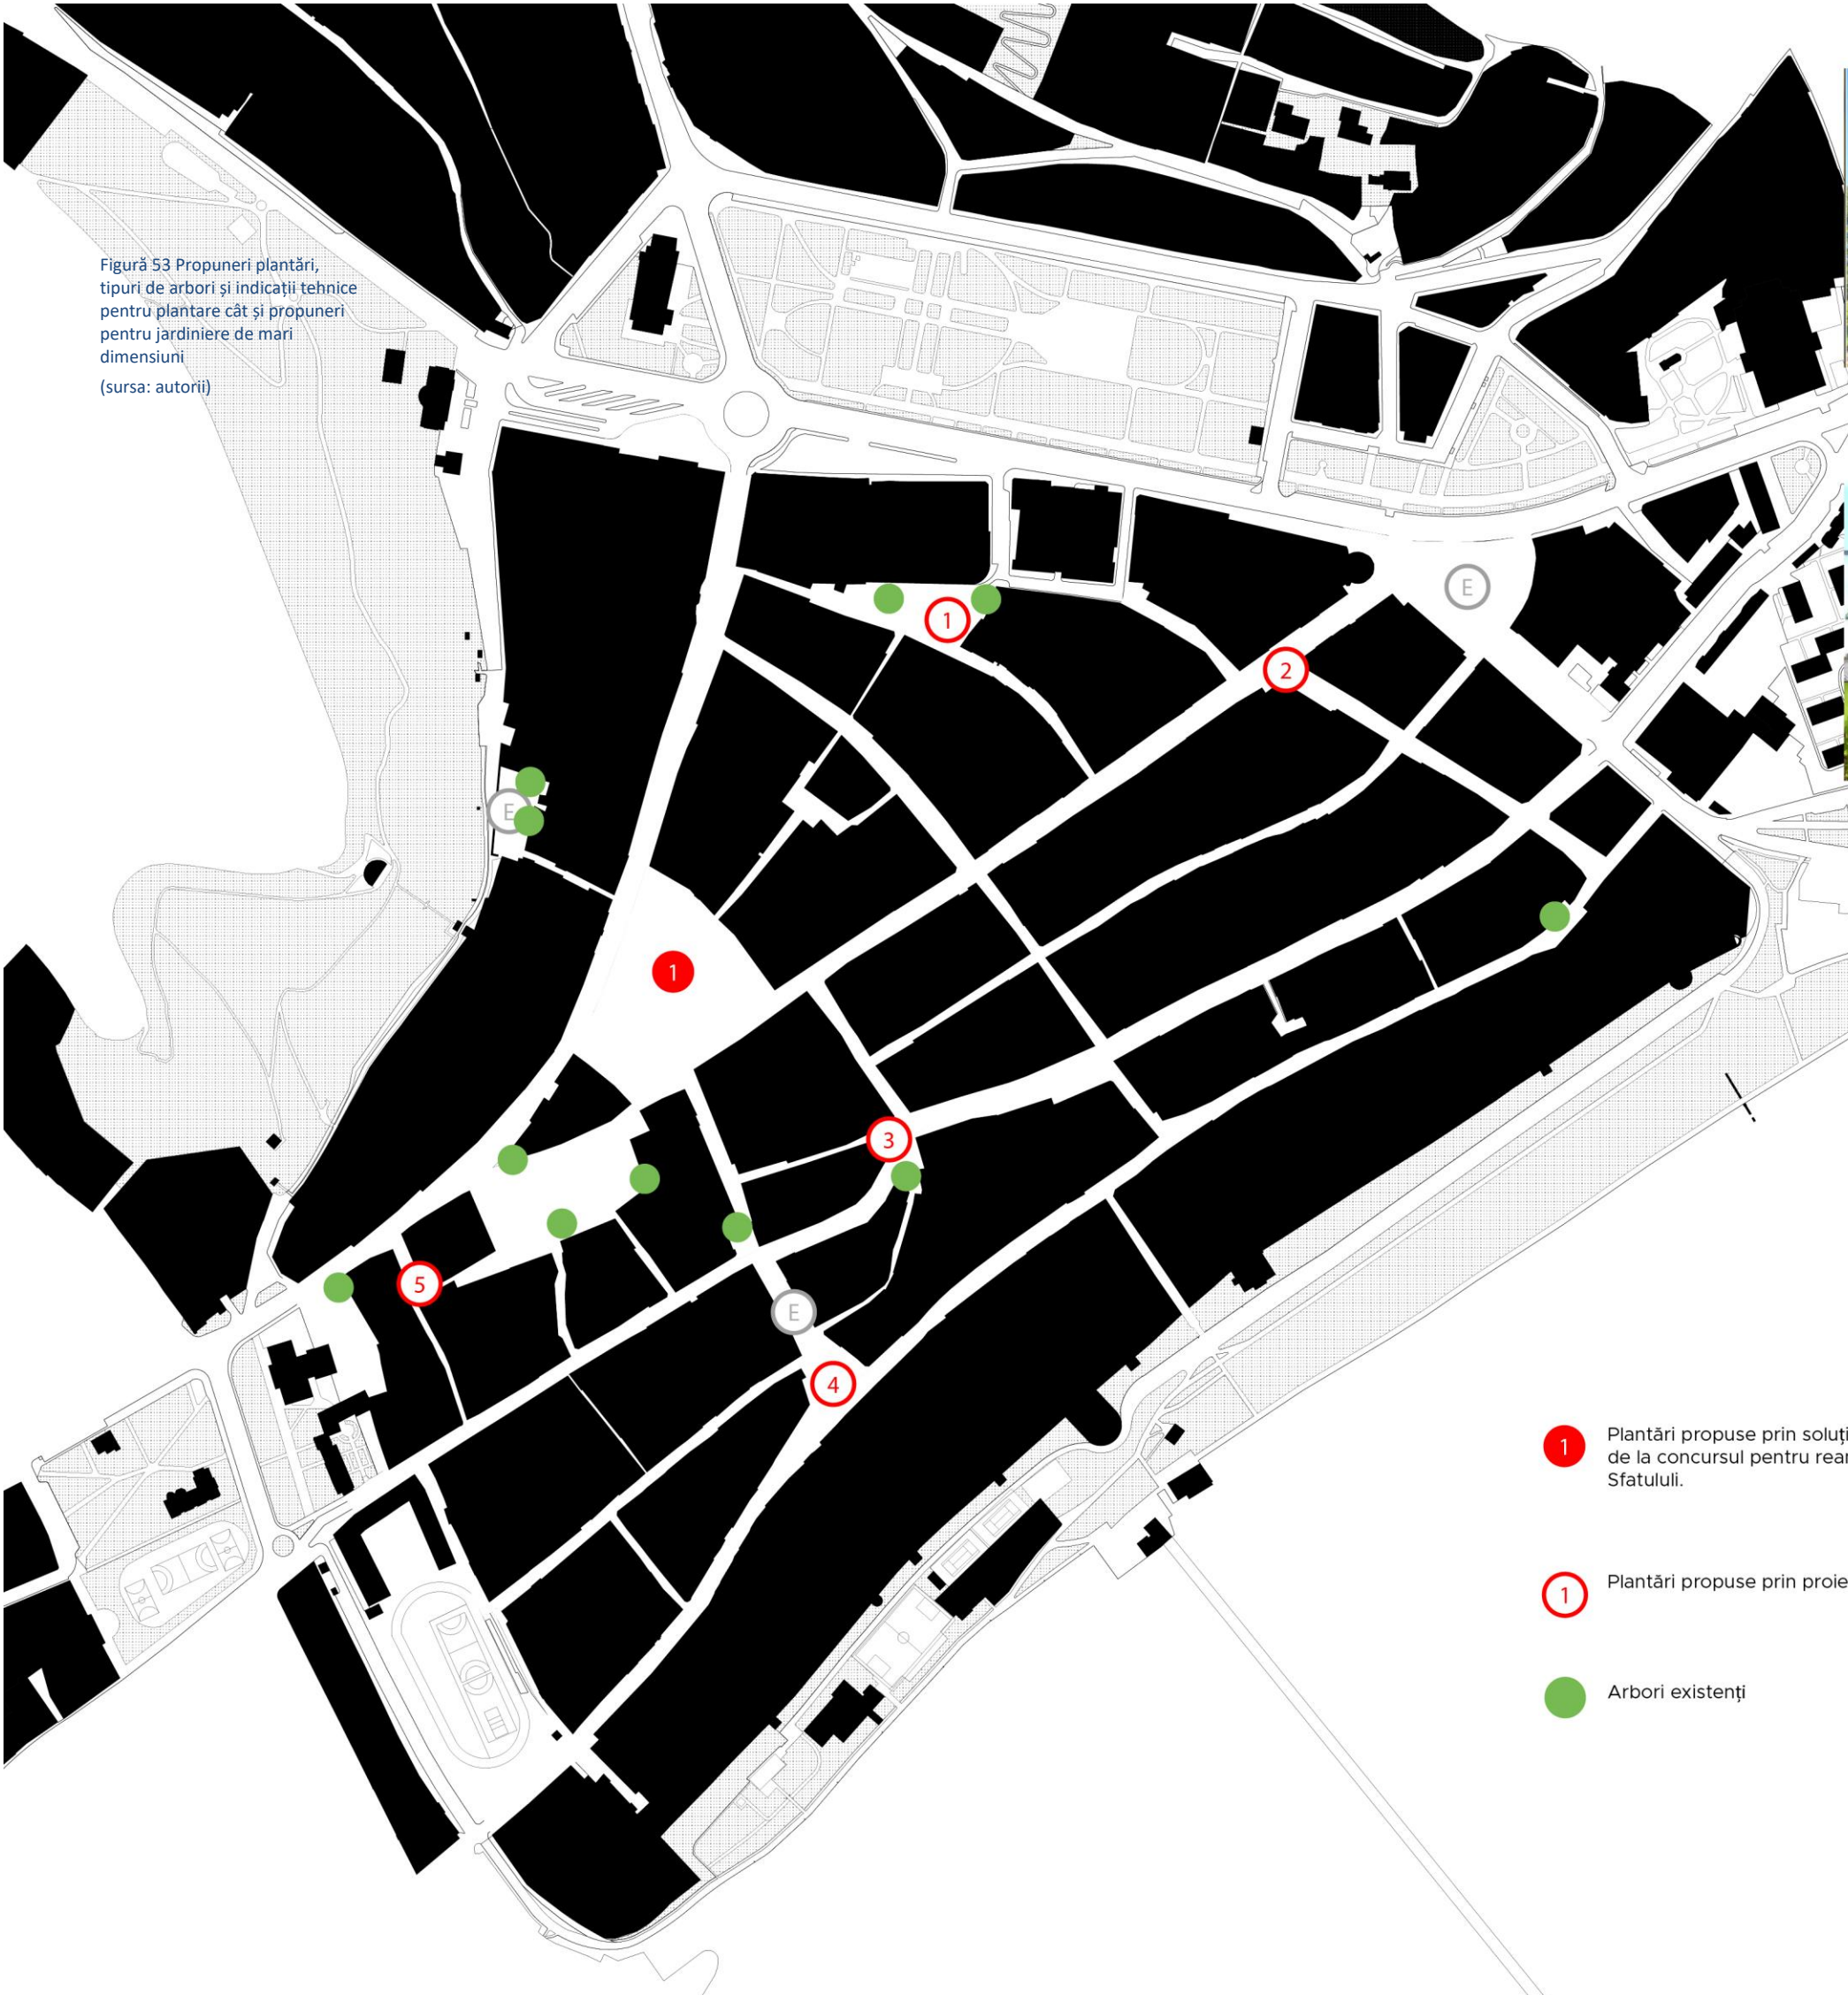 Figură 53 Propuneri plantări,
tipuri de arbori și indicații tehnice
pentru plantare cât și propuneri
pentru jardiniere de mari
dimensiuni
(sursa: autorii)
E
1
2
E
1
3
5
E
4
1
Plantări propuse prin soluți
de la concursul pentru rear
Sfatululi.
1
Plantări propuse prin proie
Arbori existenți